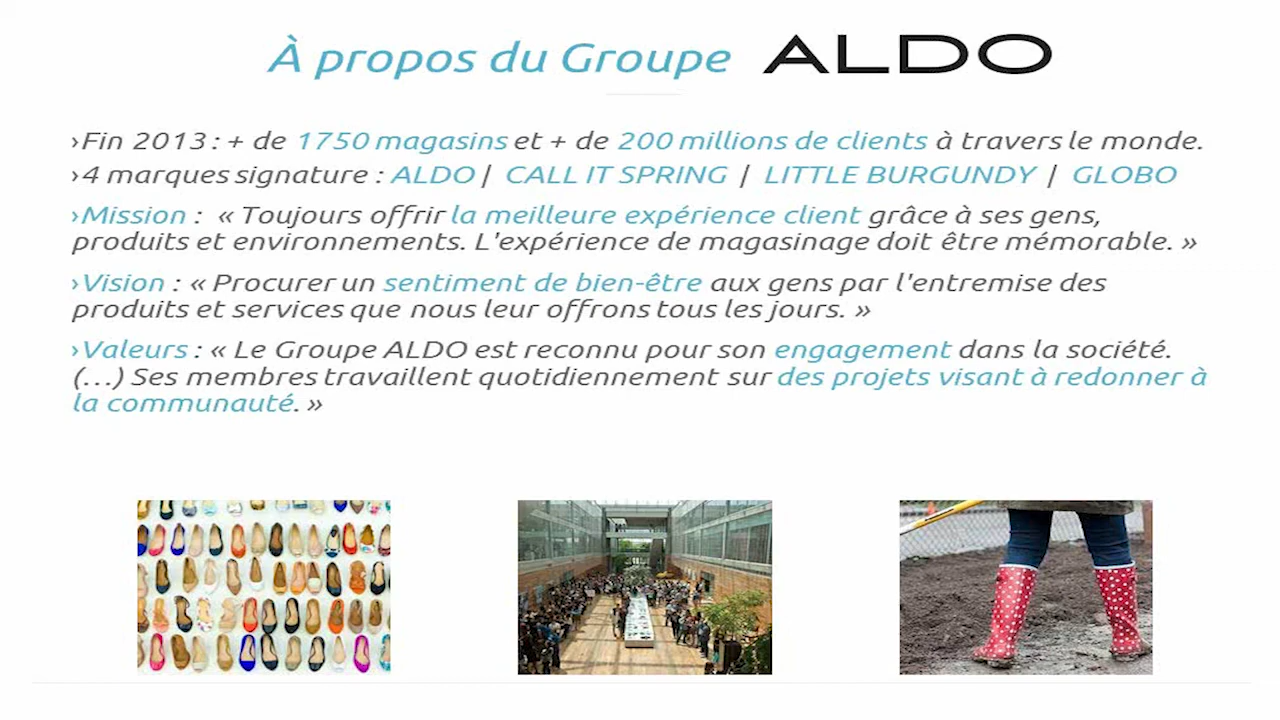 À propos du Groupe ALDO
›Fin 2013 : + de 1750 magasins et + de 200 millions de clients à travers le monde.
›4 marques signature : ALDO | CALL IT SPRING | LITTLE BURGUNDY | GLOBO
›Mission : « Toujours offrir la meilleure expérience client grâce à ses gens,
produits et environnements. L'expérience de magasinage doit être mémorable. »
›Vision : « Procurer un sentiment de bien-être aux gens par l'entremise des
produits et services que nous leur offrons tous les jours. »
›Valeurs : « Le Groupe ALDO est reconnu pour son engagement dans la société.
(…) Ses membres travaillent quotidiennement sur des projets visant à redonner à
la communauté. »